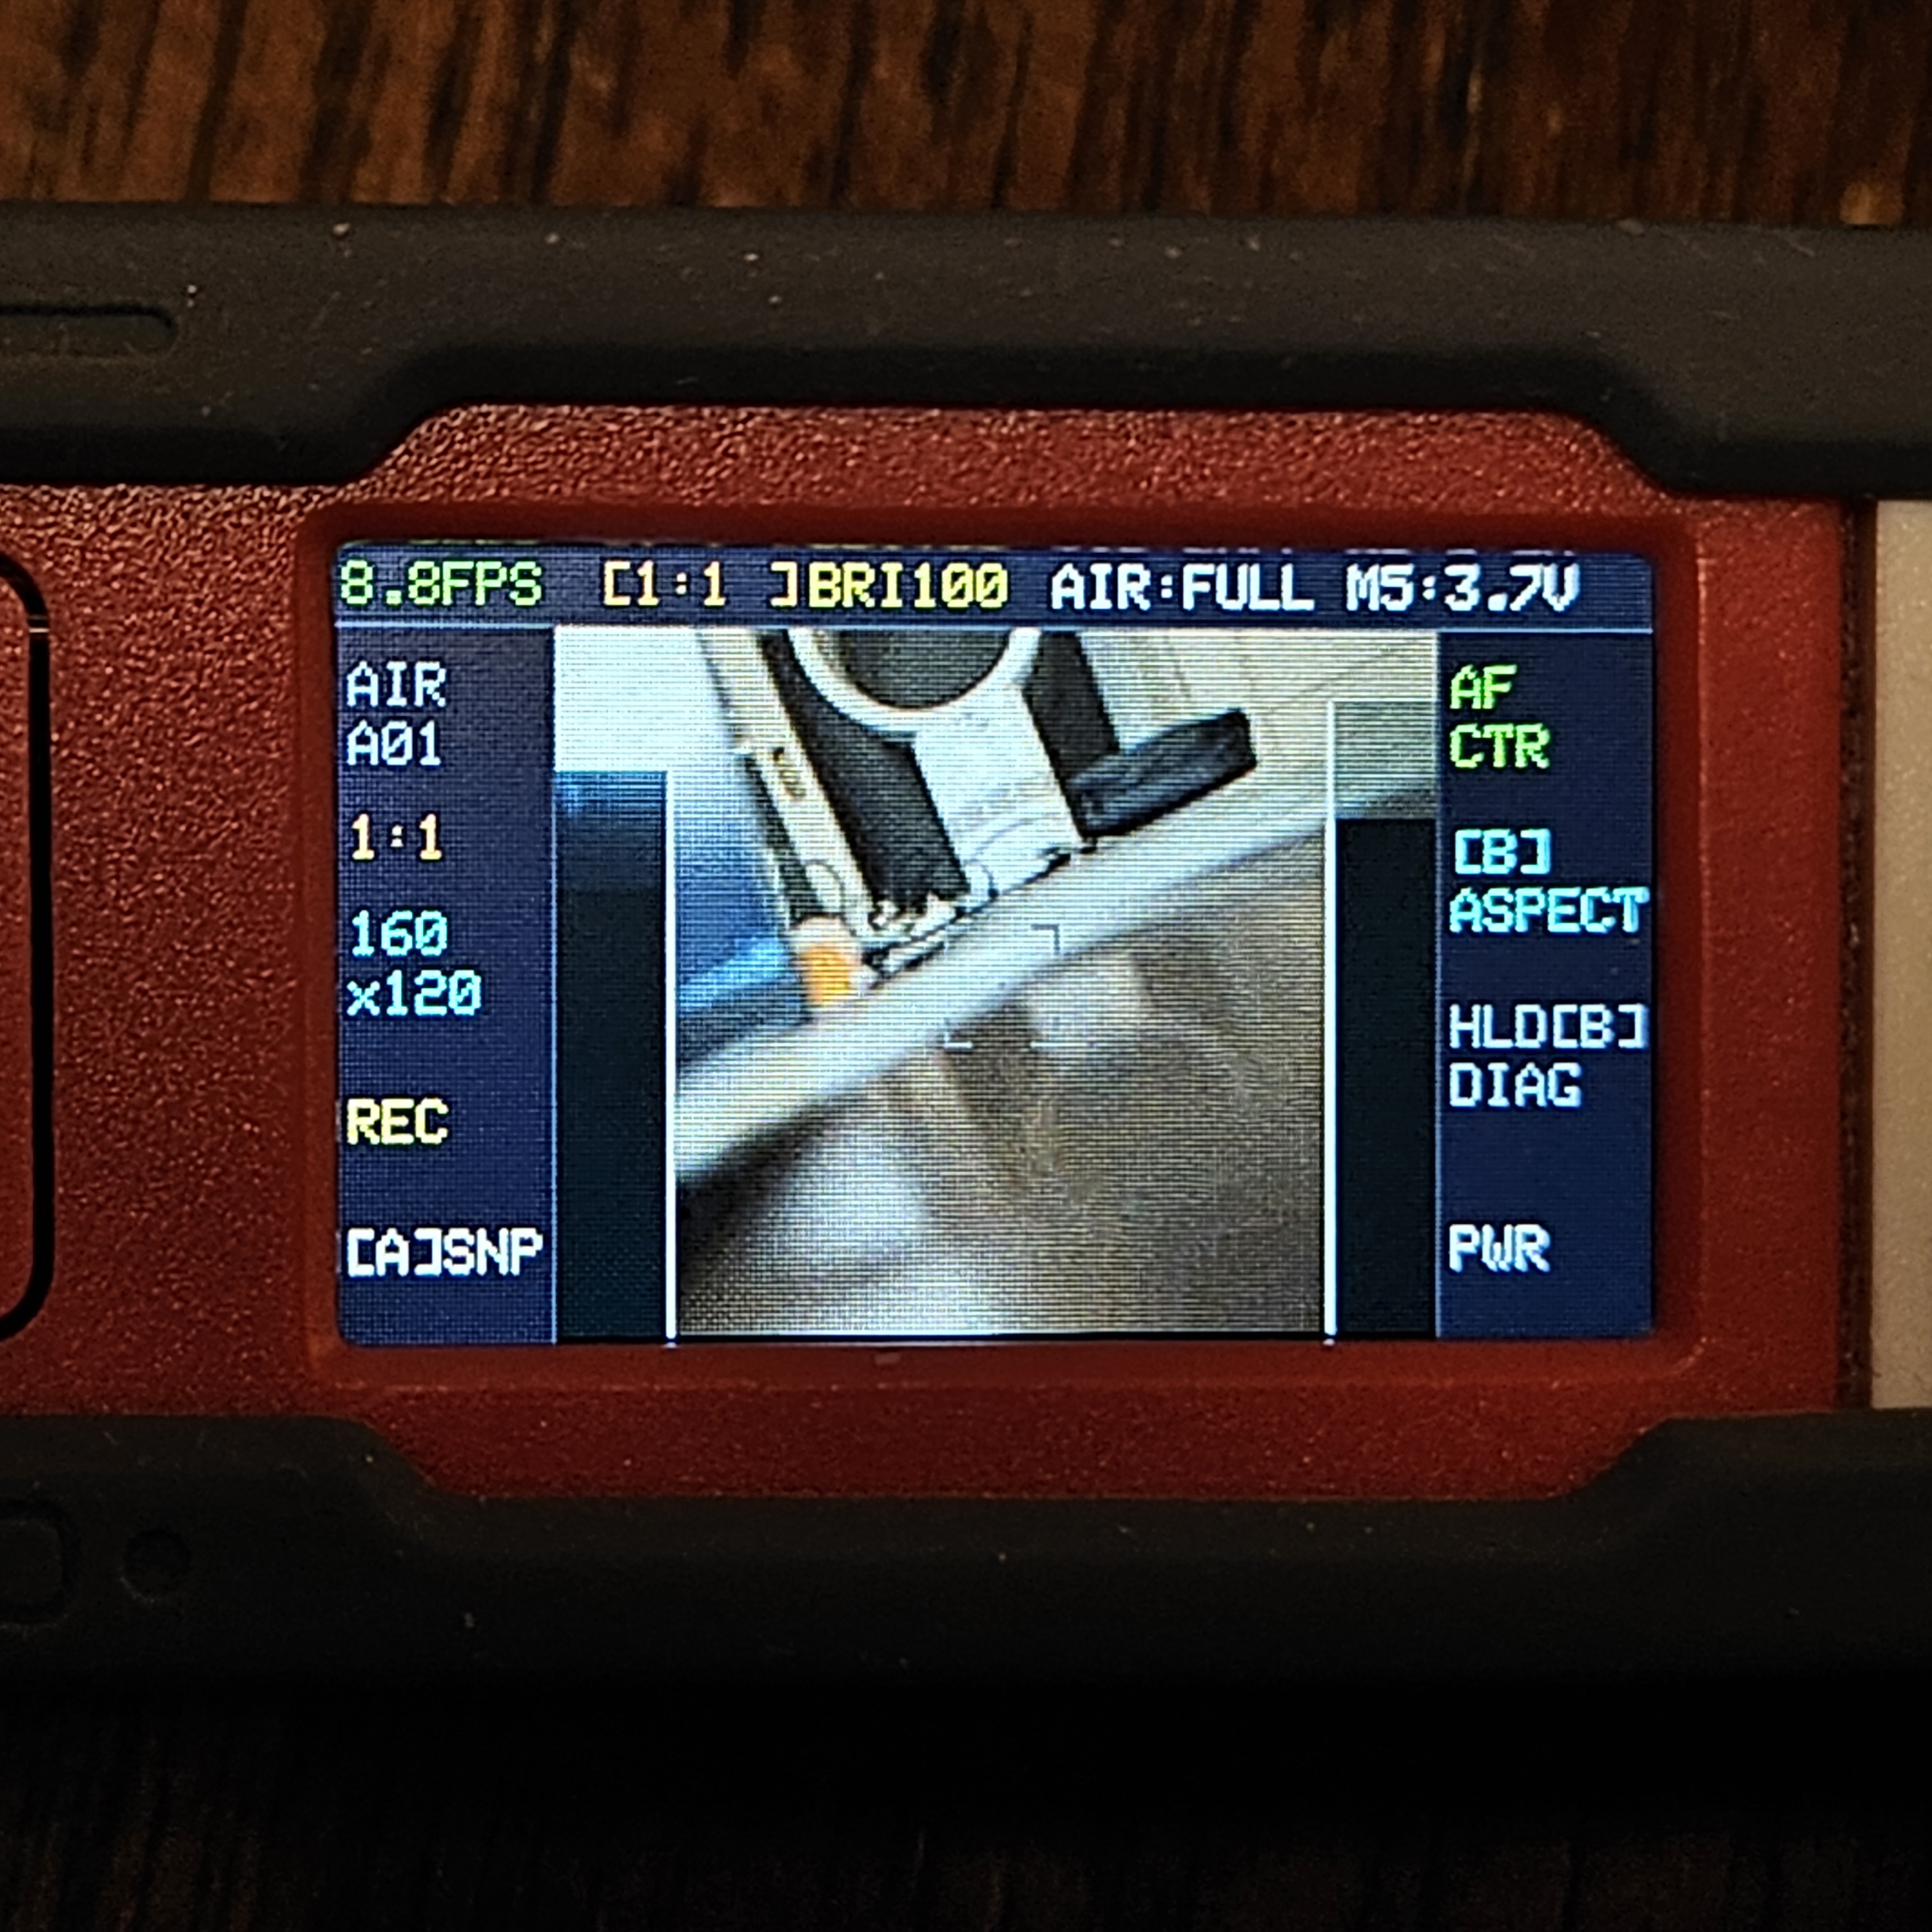 8.8FPS [1:1 ]BRI100 AIR:FULL M5:3.7V
AIR
A01
1:1
160
x120
REC
[A]SNP
AF
CTR
[B]
ASPECT
HLD[B]
DIAG
PWR